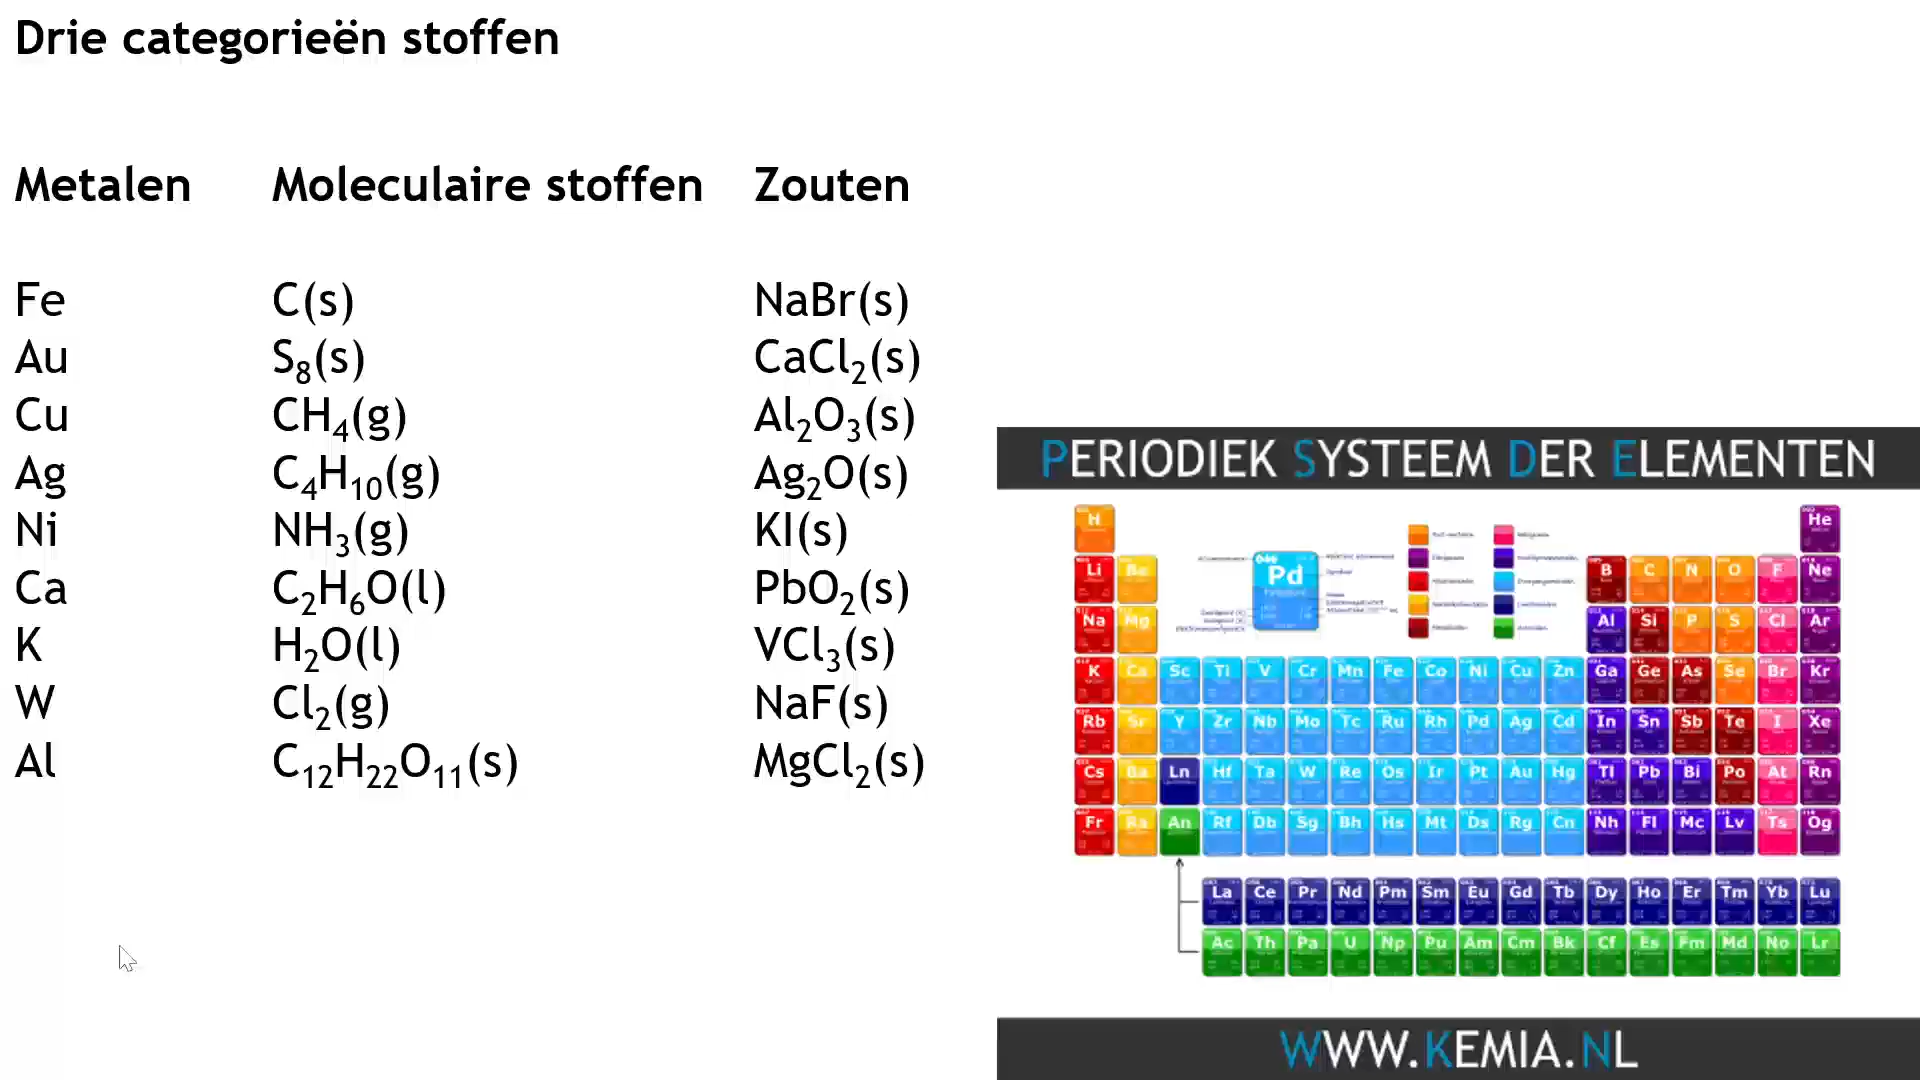 Drie categorieën stoffen
Metalen Moleculaire stoffen Zouten
Fe C(s) NaBr(s)
Au S₈(s) CaCl₂(s)
Cu CH₄(g) Al₂O₃(s)
Ag C₄H₁₀(g) Ag₂O(s)
Ni NH₃(g) KI(s)
Ca C₂H₆O(l) PbO₂(s)
K H₂O(l) VCl₃(s)
W Cl₂(g) NaF(s)
Al C₁₂H₂₂O₁₁(s) MgCl₂(s)
PERIODIEK SYSTEEM DER ELEMENTEN
H He
Li Be B C N O F Ne
Pd
Na Mg Al Si P S Cl Ar
K Ca Sc Ti V Cr Mn Fe Co Ni Cu Zn Ga Ge As Se Br Kr
Rb Sr Y Zr Nb Mo Tc Ru Rh Pd Ag Cd In Sn Sb Te I Xe
Cs Ba Ln Hf Ta W Re Os Ir Pt Au Hg Tl Pb Bi Po At Rn
Fr Ra An Rf Db Sg Bh Hs Mt Ds Rg Cn Nh Fl Mc Lv Ts Og
La Ce Pr Nd Pm Sm Eu Gd Tb Dy Ho Er Tm Yb Lu
Ac Th Pa U Np Pu Am Cm Bk Cf Es Fm Md No Lr
WWW.KEMIA.NL